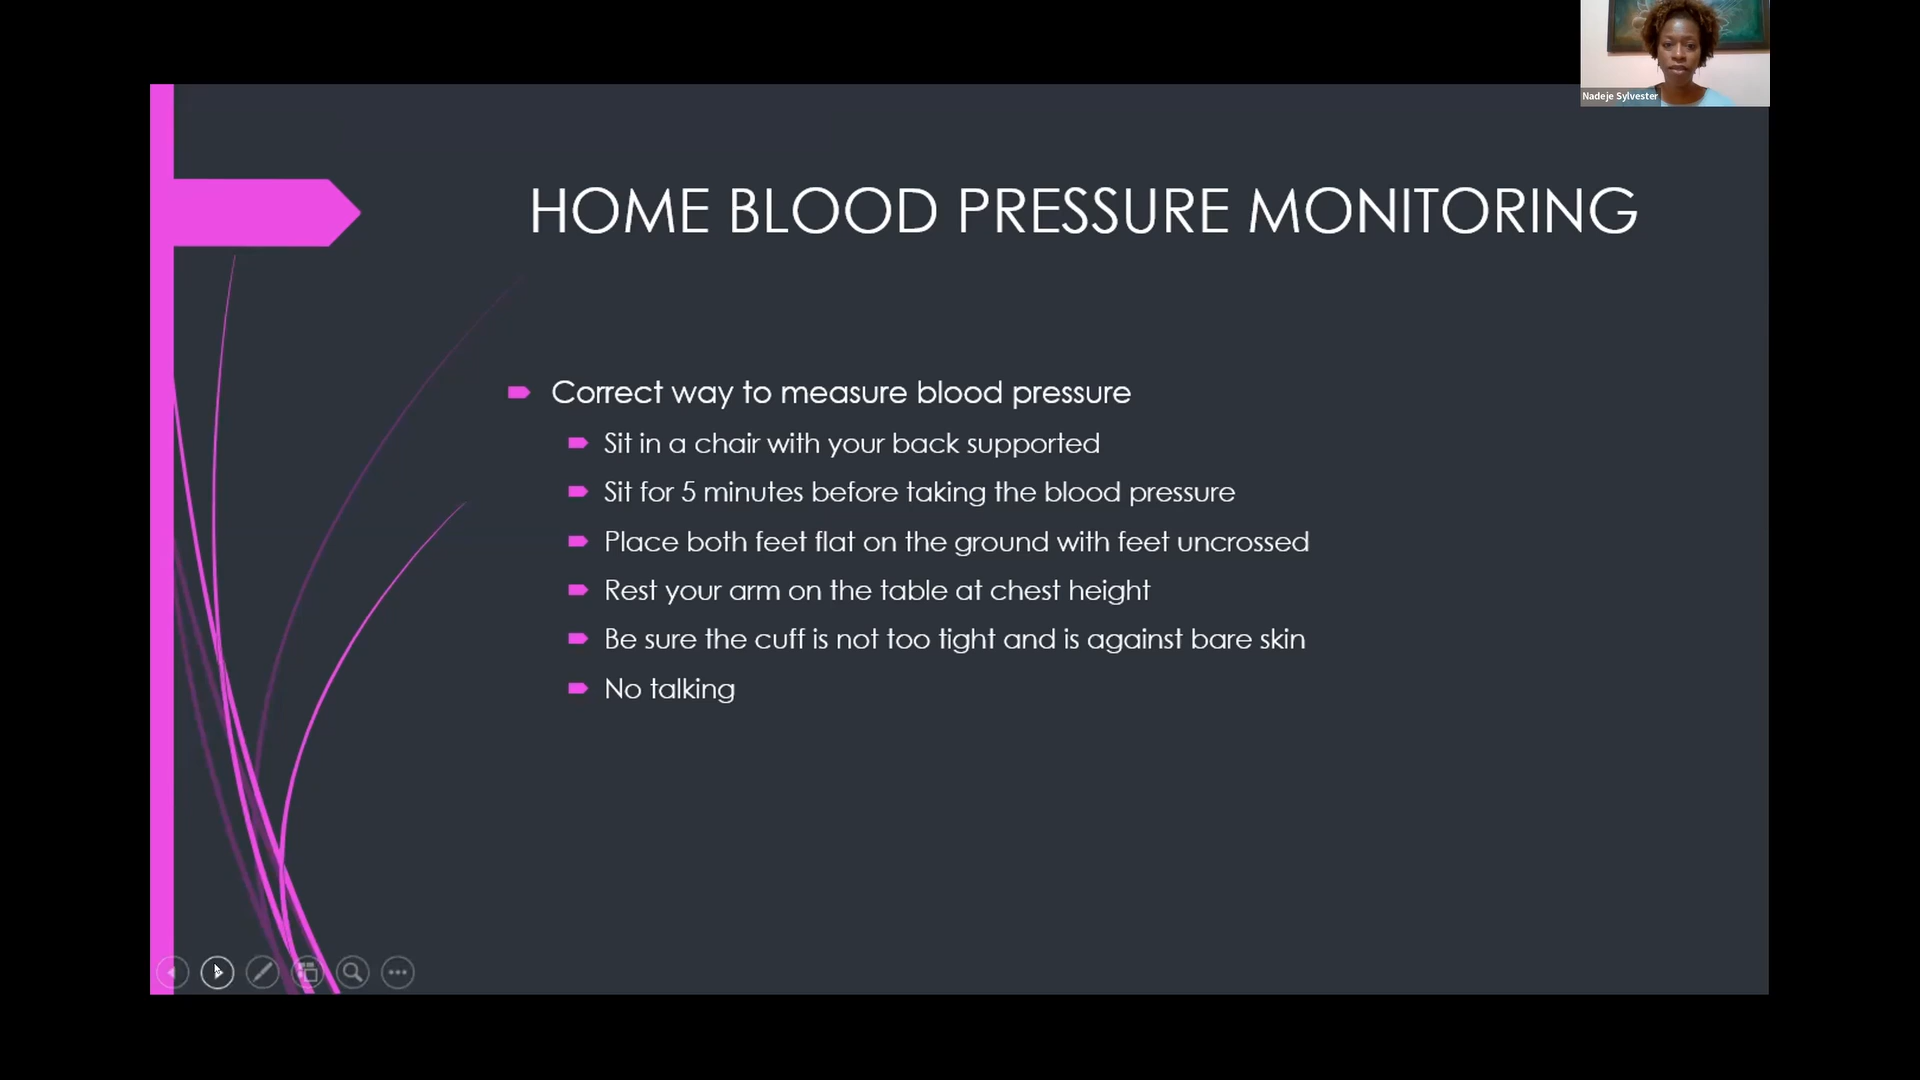 Nadeje Sylvester
HOME BLOOD PRESSURE MONITORING
Correct way to measure blood pressure
Sit in a chair with your back supported
Sit for 5 minutes before taking the blood pressure
Place both feet flat on the ground with feet uncrossed
Rest your arm on the table at chest height
Be sure the cuff is not too tight and is against bare skin
No talking